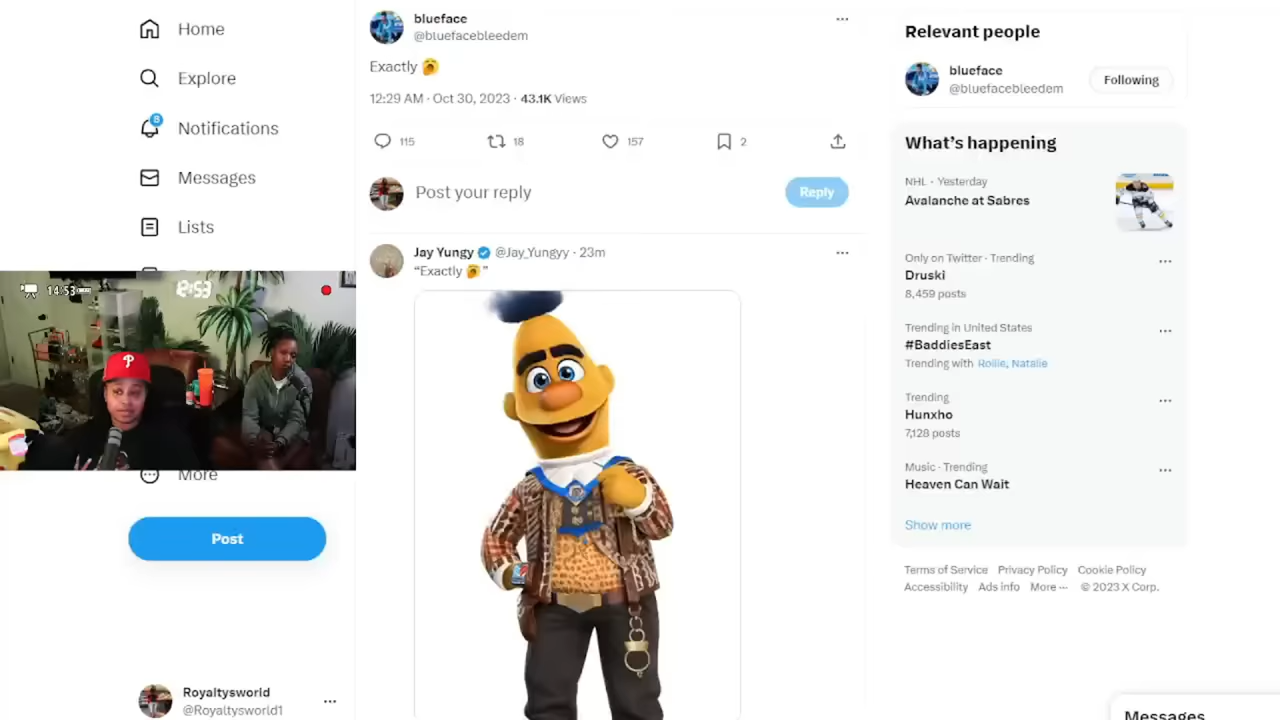 Home
Explore
8
Notifications
Messages
Lists
14:53
12:53
P
More
Post
Royaltysworld
@Royaltysworld1
blueface
@bluefacebleedem
Exactly
12:29 AM · Oct 30, 2023 · 43.1K Views
115
18
157
2
Post your reply
Reply
Jay Yungy @Jay_Yungyy · 23m
“Exactly ”
Relevant people
blueface
@bluefacebleedem
Following
What’s happening
NHL · Yesterday
Avalanche at Sabres
Only on Twitter · Trending
Druski
8,459 posts
Trending in United States
#BaddiesEast
Trending with Rollie, Natalie
Trending
Hunxho
7,128 posts
Music · Trending
Heaven Can Wait
Show more
Terms of Service Privacy Policy Cookie Policy
Accessibility Ads info More ··· © 2023 X Corp.
Messages